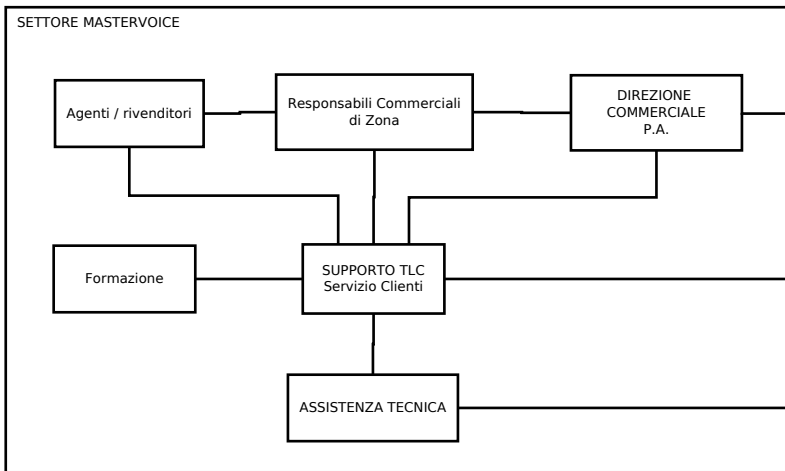 SETTORE MASTERVOICE
Agenti / rivenditori
Responsabili Commerciali
di Zona
DIREZIONE
COMMERCIALE
P.A.
Formazione
SUPPORTO TLC
Servizio Clienti
ASSISTENZA TECNICA